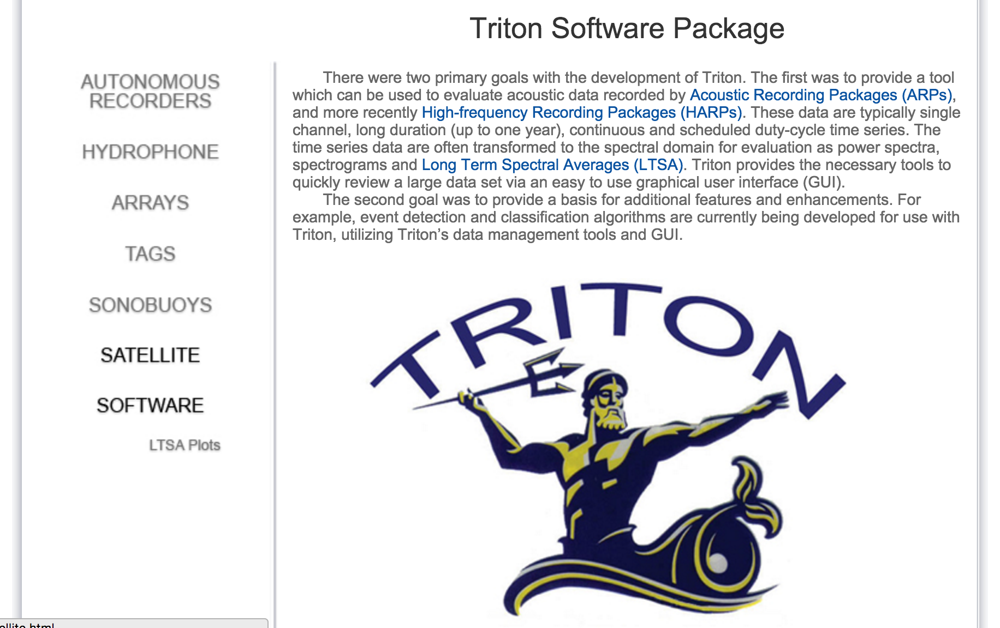 Triton Software Package
AUTONOMOUS
RECORDERS
HYDROPHONE
ARRAYS
TAGS
SONOBUOYS
SATELLITE
SOFTWARE
LTSA Plots
There were two primary goals with the development of Triton. The first was to provide a tool
which can be used to evaluate acoustic data recorded by Acoustic Recording Packages (ARPs),
and more recently High-frequency Recording Packages (HARPs). These data are typically single
channel, long duration (up to one year), continuous and scheduled duty-cycle time series. The
time series data are often transformed to the spectral domain for evaluation as power spectra,
spectrograms and Long Term Spectral Averages (LTSA). Triton provides the necessary tools to
quickly review a large data set via an easy to use graphical user interface (GUI).
The second goal was to provide a basis for additional features and enhancements. For
example, event detection and classification algorithms are currently being developed for use with
Triton, utilizing Triton’s data management tools and GUI.
TRITON